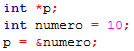 int *p;
int numero = 10;
p = &numero;